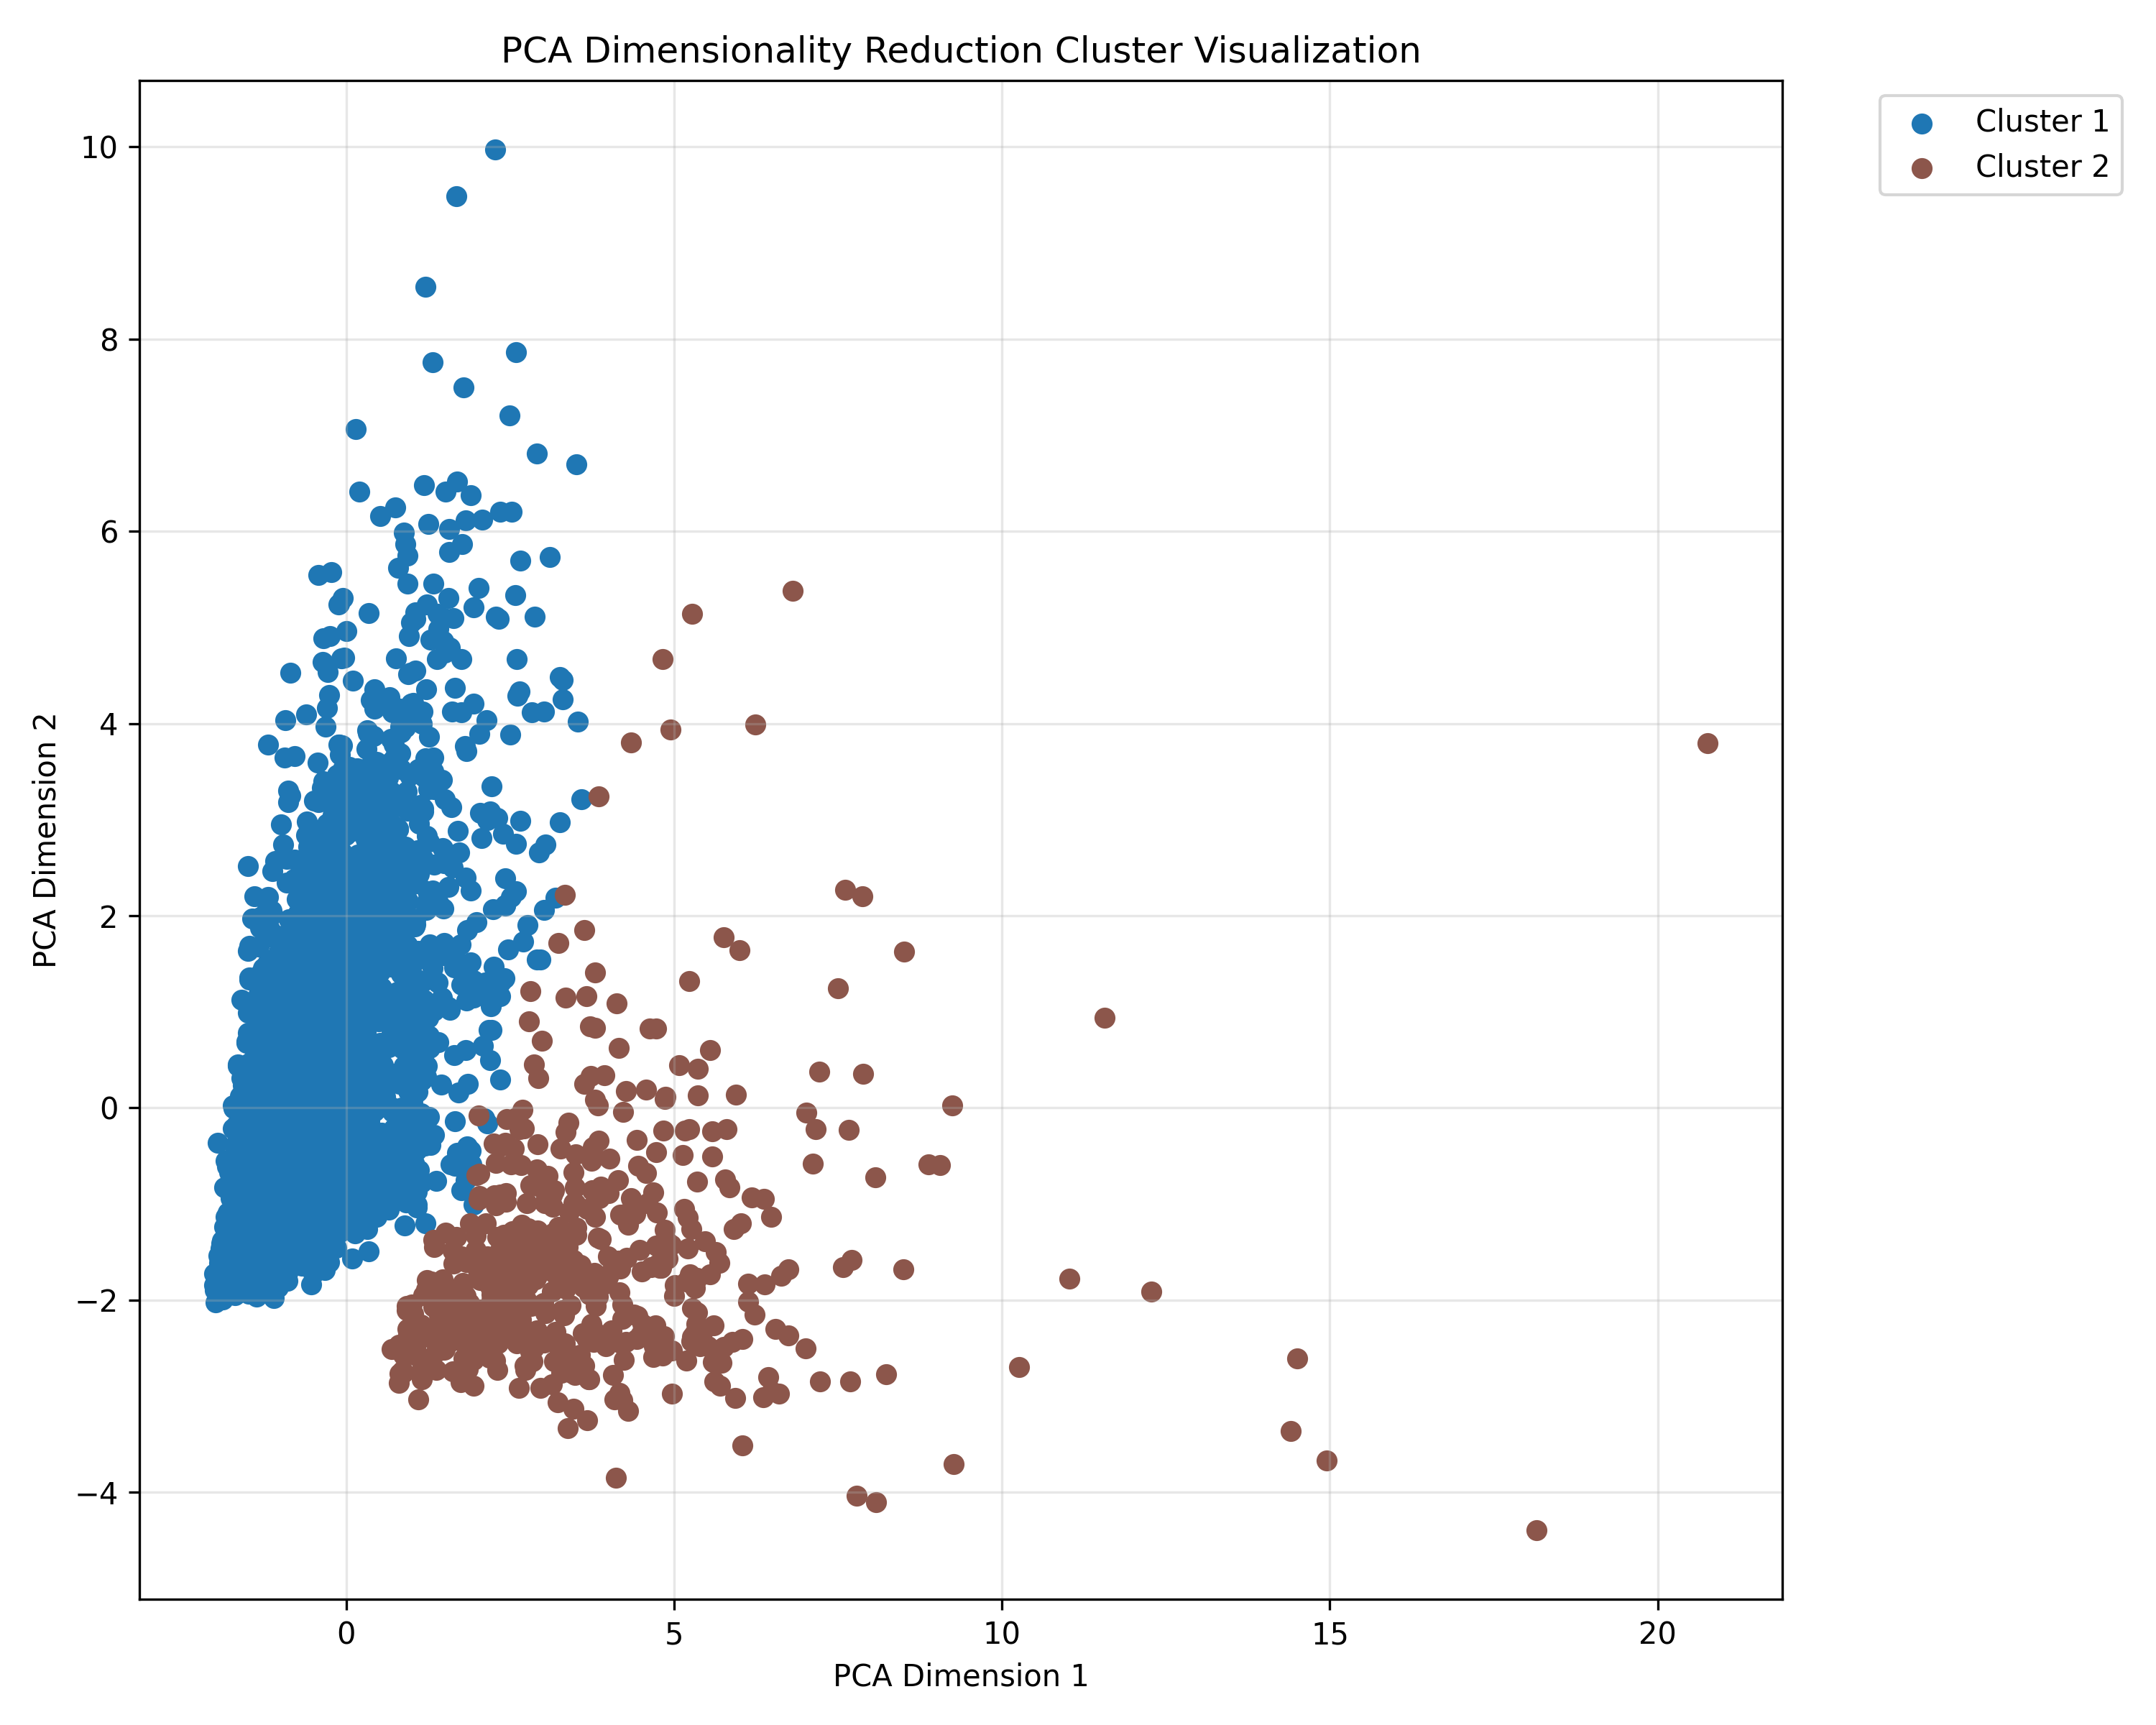 PCA Dimensionality Reduction Cluster Visualization
Cluster 1
Cluster 2
PCA Dimension 2
10
8
6
4
2
0
−2
−4
0 5 10 15 20
PCA Dimension 1